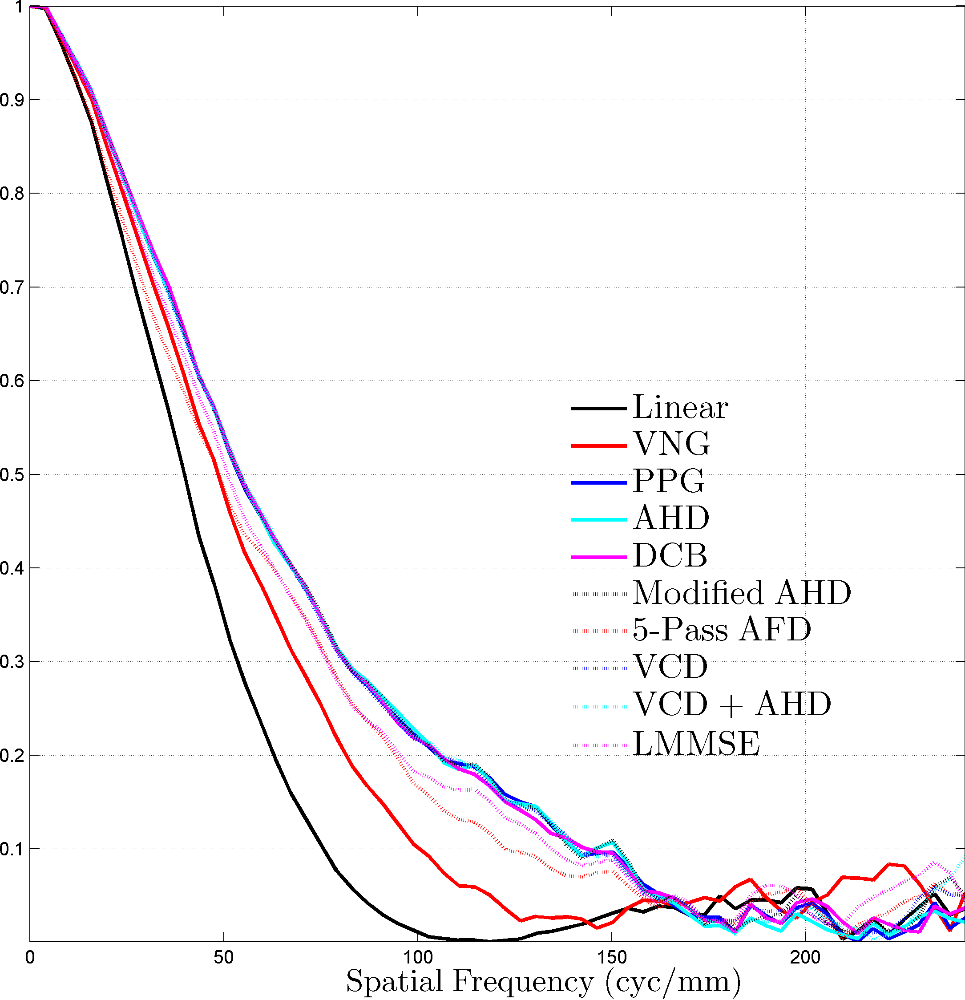 1
0.9
0.8
0.7
0.6
0.5
0.4
0.3
0.2
0.1
Linear
VNG
PPG
AHD
DCB
Modified AHD
5-Pass AFD
VCD
VCD + AHD
LMMSE
0 50 100 150 200
Spatial Frequency (cyc/mm)